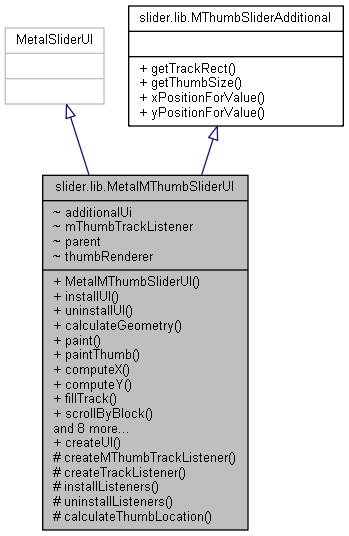 MetalSliderUI
slider.lib.MThumbSliderAdditional
+ getTrackRect()
+ getThumbSize()
+ xPositionForValue()
+ yPositionForValue()
slider.lib.MetalMThumbSliderUI
~ additionalUi
~ mThumbTrackListener
~ parent
~ thumbRenderer
+ MetalMThumbSliderUI()
+ installUI()
+ uninstallUI()
+ calculateGeometry()
+ paint()
+ paintThumb()
+ computeX()
+ computeY()
+ fillTrack()
+ scrollByBlock()
and 8 more...
+ createUI()
# createMThumbTrackListener()
# createTrackListener()
# installListeners()
# uninstallListeners()
# calculateThumbLocation()